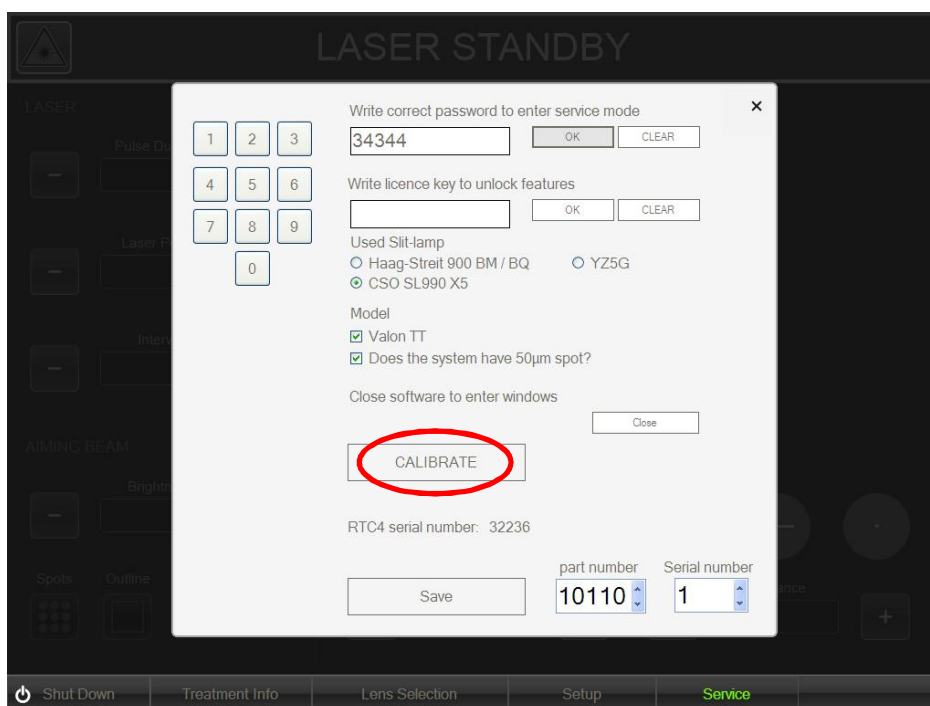 LASER STANDBY
LASER
Pulse Du
Laser P
Interv
AIMING BEAM
Brightn
Spots Outline
1 2 3
4 5 6
7 8 9
0
Write correct password to enter service mode
×
34344 OK CLEAR
Write licence key to unlock features
OK CLEAR
Used Slit-lamp
Haag-Streit 900 BM / BQ YZ5G
CSO SL990 X5
Model
Valon TT
Does the system have 50µm spot?
Close software to enter windows
Close
CALIBRATE
RTC4 serial number: 32236
part number Serial number
Save 10110 1
ance
Shut Down Treatment Info Lens Selection Setup Service